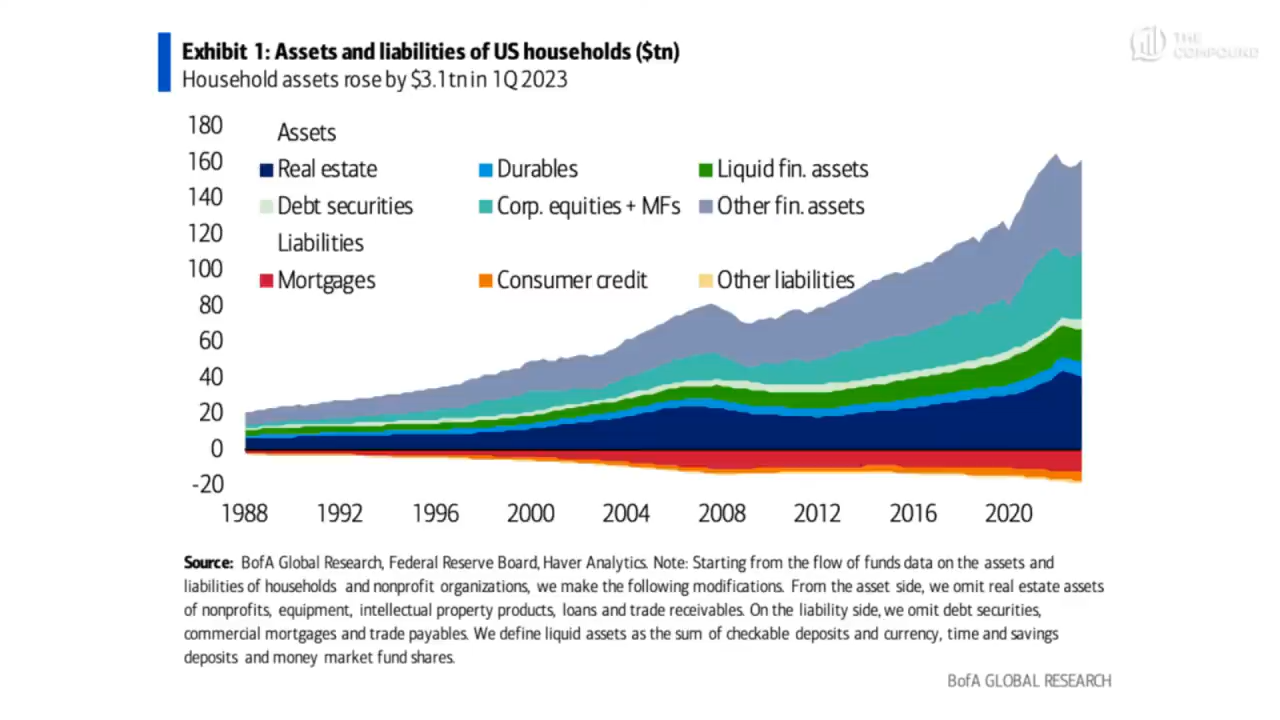 THE
COMPOUND
Exhibit 1: Assets and liabilities of US households ($tn)
Household assets rose by $3.1tn in 1Q 2023
180
160
140
120
100
80
60
40
20
0
-20
Assets
Real estate
Durables
Liquid fin. assets
Debt securities
Corp. equities + MFs
Other fin. assets
Liabilities
Mortgages
Consumer credit
Other liabilities
1988 1992 1996 2000 2004 2008 2012 2016 2020
Source: BofA Global Research, Federal Reserve Board, Haver Analytics. Note: Starting from the flow of funds data on the assets and
liabilities of households and nonprofit organizations, we make the following modifications. From the asset side, we omit real estate assets
of nonprofits, equipment, intellectual property products, loans and trade receivables. On the liability side, we omit debt securities,
commercial mortgages and trade payables. We define liquid assets as the sum of checkable deposits and currency, time and savings
deposits and money market fund shares.
BofA GLOBAL RESEARCH